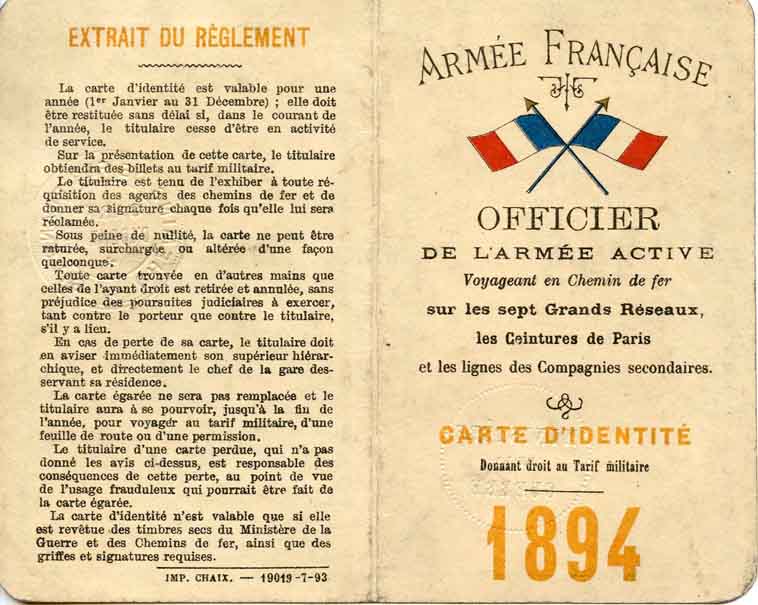 EXTRAIT DU RÈGLEMENT
La carte d'identité est valable pour une
année (1er Janvier au 31 Décembre) ; elle doit
être restituée sans délai si, dans le courant de
l'année, le titulaire cesse d'être en activité
de service.
Sur la présentation de cette carte, le titulaire
obtiendra des billets au tarif militaire.
Le titulaire est tenu de l'exhiber à toute ré-
quisition des agents des chemins de fer et de
donner sa signature chaque fois qu'elle lui sera
réclamée.
Sous peine de nullité, la carte ne peut être
raturée, surchargée ou altérée d'une façon
quelconque.
Toute carte trouvée en d'autres mains que
celles de l'ayant droit est retirée et annulée, sans
préjudice des poursuites judiciaires à exercer,
tant contre le porteur que contre le titulaire,
s'il y a lieu.
En cas de perte de sa carte, le titulaire doit
en aviser immédiatement son supérieur hiérar-
chique, et directement le chef de la gare des-
servant sa résidence.
La carte égarée ne sera pas remplacée et le
titulaire aura à se pourvoir, jusqu'à la fin de
l'année, pour voyager au tarif militaire, d'une
feuille de route ou d'une permission.
Le titulaire d'une carte perdue, qui n'a pas
donné les avis ci-dessus, est responsable des
conséquences de cette perte, au point de vue
de l'usage frauduleux qui pourrait être fait de
la carte égarée.
La carte d'identité n'est valable que si elle
est revêtue des timbres secs du Ministère de la
Guerre et des Chemins de fer, ainsi que des
griffes et signatures requises.
IMP. CHAIX. — 19019-7-93
ARMÉE FRANÇAISE
OFFICIER
DE L'ARMÉE ACTIVE
Voyageant en Chemin de fer
sur les sept Grands Réseaux,
les Ceintures de Paris
et les lignes des Compagnies secondaires.
CARTE D'IDENTITÉ
Donnant droit au Tarif militaire
1894